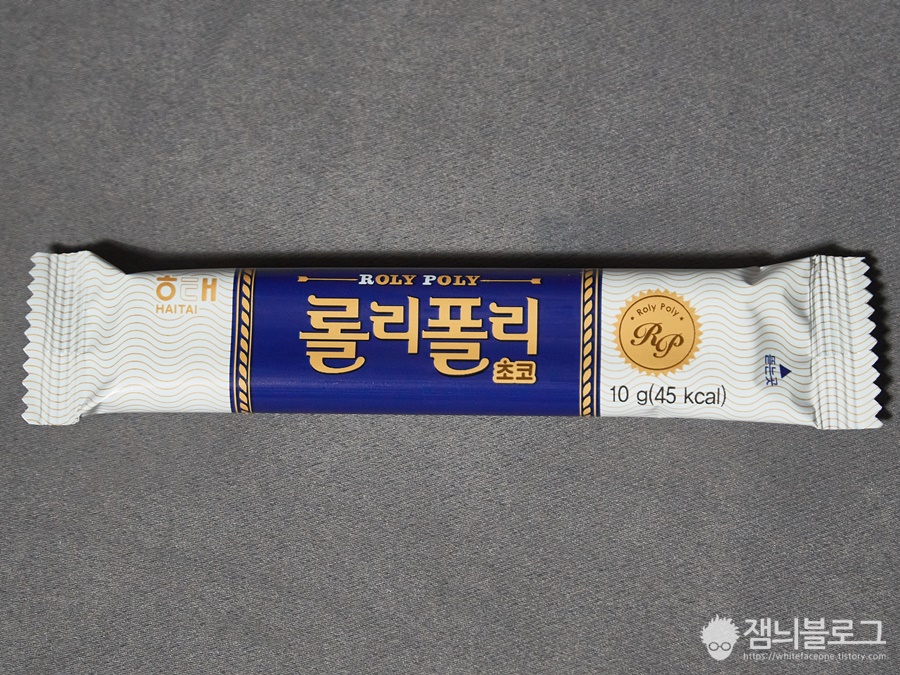 해태
HAITAI
ROLY POLY
롤리폴리
초코
Roly Poly
RP
10 g(45 kcal)
뜯는곳
잼늬블로그
https://whitefaceone.tistory.com